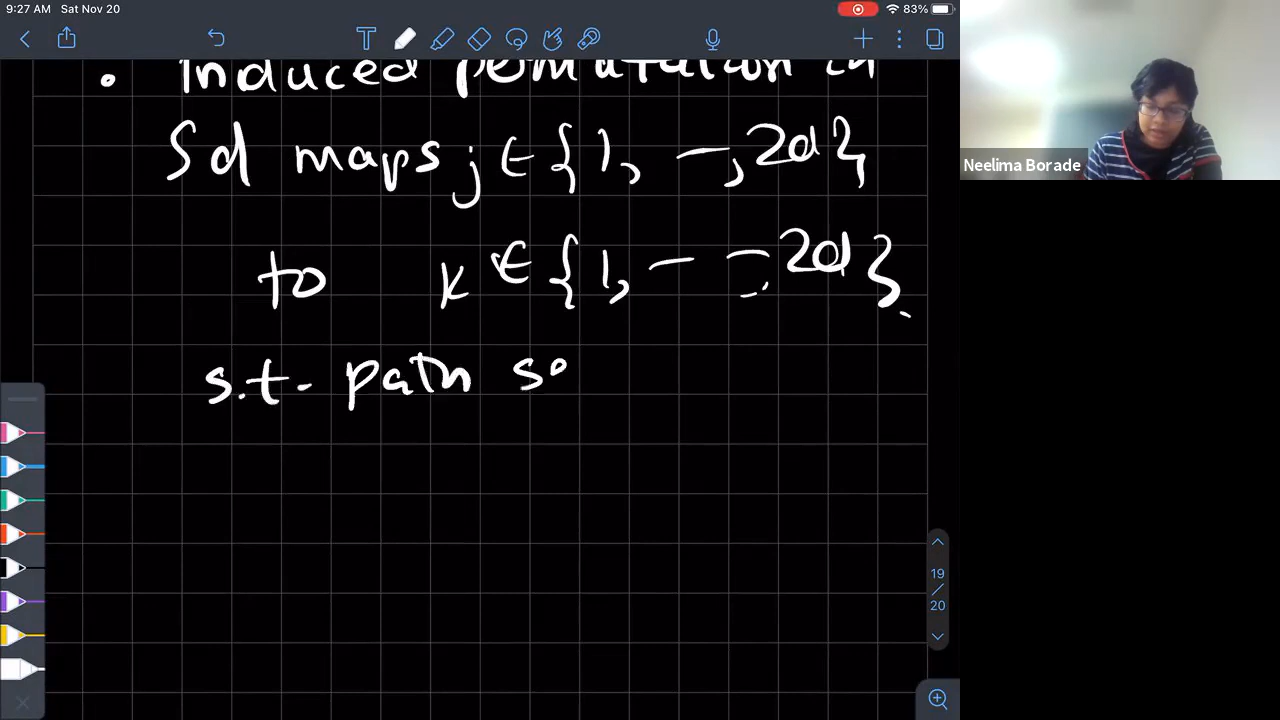 9:27 AM Sat Nov 20
83%
• Induced permutation in
Sd maps j ∈ {1, –, 2d}
to k ∈ {1, – –, 2d}.
s.t. path so
Neelima Borade
19
/
20